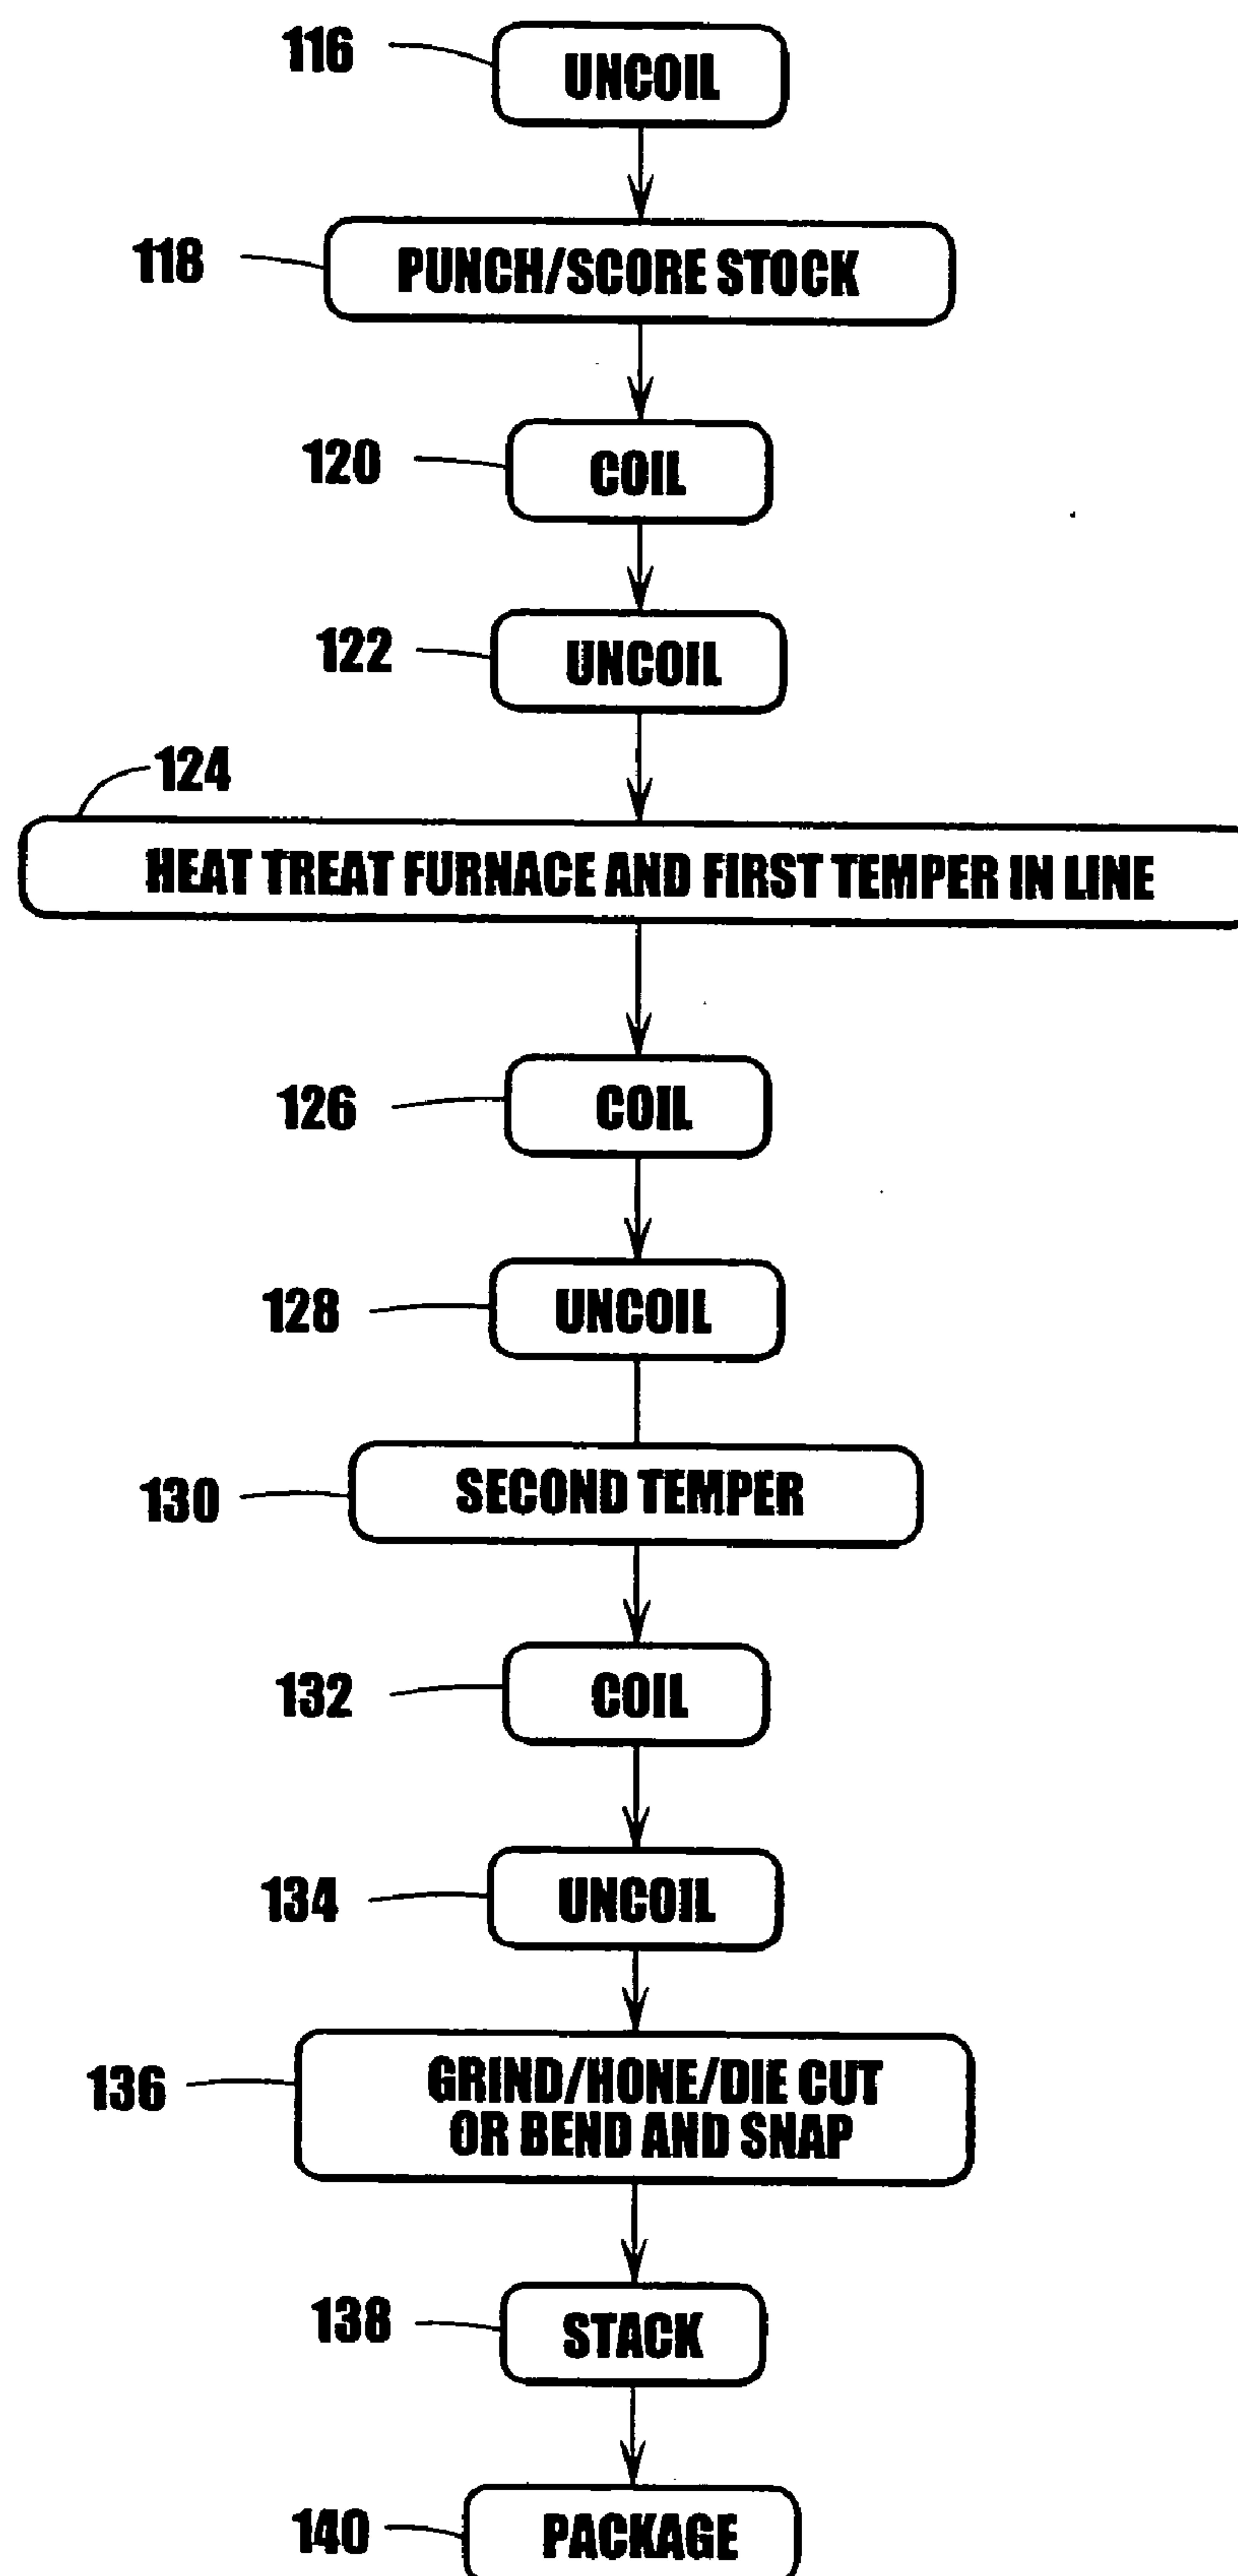 116
UNCOIL
118
PUNCH/SCORE STOCK
120
COIL
122
UNCOIL
124
HEAT TREAT FURNACE AND FIRST TEMPER IN LINE
126
COIL
128
UNCOIL
130
SECOND TEMPER
132
COIL
134
UNCOIL
136
GRIND/HONE/DIE CUT
OR BEND AND SNAP
138
STACK
140
PACKAGE